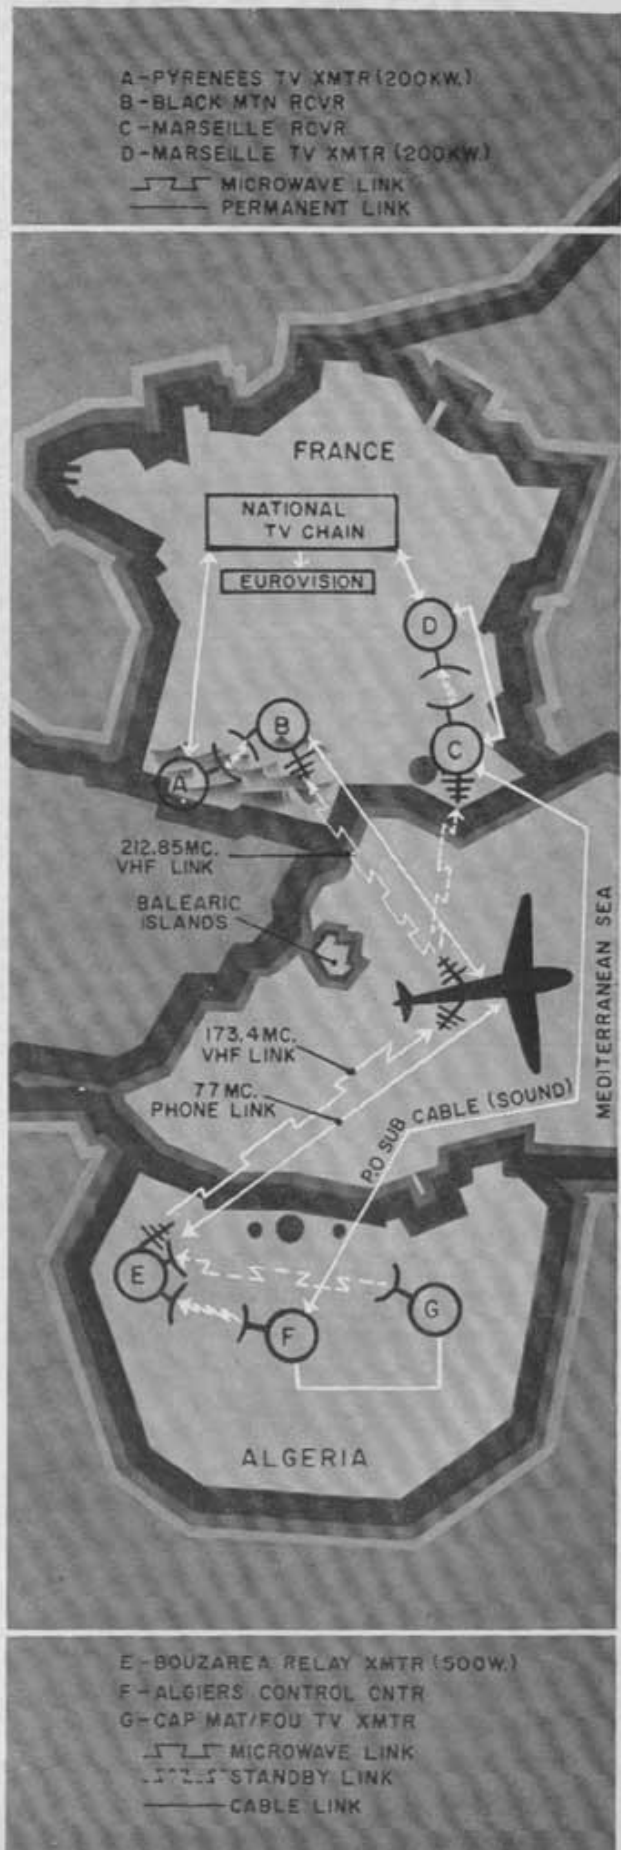 A-PYRENEES TV XMTR (200KW.)
B-BLACK MTN RCVR
C-MARSEILLE RCVR
D-MARSEILLE TV XMTR (200KW.)
MICROWAVE LINK
PERMANENT LINK
FRANCE
NATIONAL
TV CHAIN
EUROVISION
D
B
C
A
212.85MC.
VHF LINK
BALEARIC
ISLANDS
MEDITERRANEAN SEA
173.4MC.
VHF LINK
77MC.
PHONE LINK
P.O SUB CABLE (SOUND)
E
F
G
ALGERIA
E-BOUZAREA RELAY XMTR (500W.)
F-ALGIERS CONTROL CNTR
G-CAP MAT/FOU TV XMTR
MICROWAVE LINK
STANDBY LINK
CABLE LINK